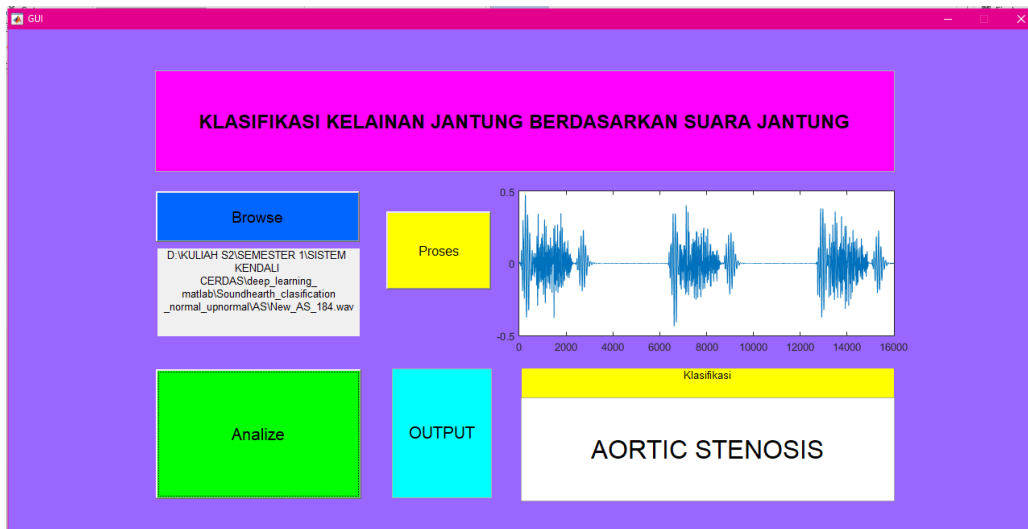 GUI
KLASIFIKASI KELAINAN JANTUNG BERDASARKAN SUARA JANTUNG
Browse
D:\KULIAH S2\SEMESTER 1\SISTEM
KENDALI
CERDAS\deep_learning_
matlab\Soundhearth_clasification
_normal_upnormal\AS\New_AS_184.wav
Proses
0.5
0
-0.5
0 2000 4000 6000 8000 10000 12000 14000 16000
Analize
OUTPUT
Klasifikasi
AORTIC STENOSIS